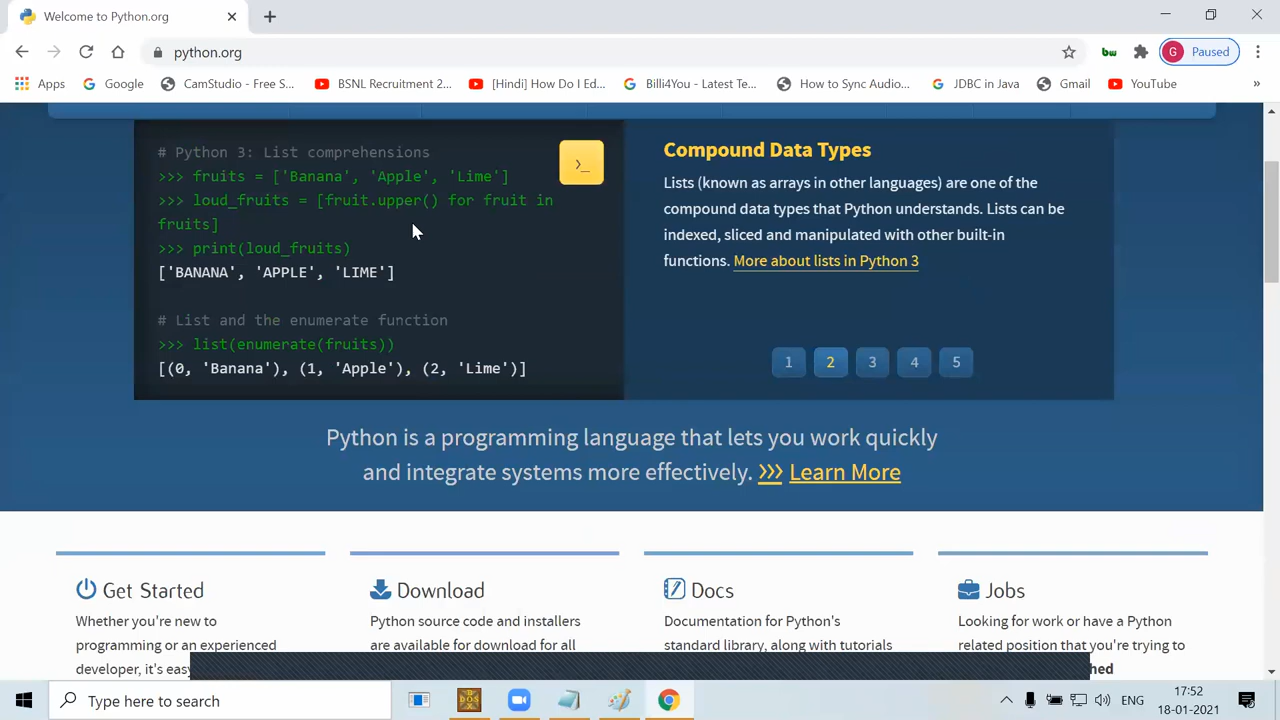 Welcome to Python.org
python.org
G Paused
Apps Google CamStudio - Free S... BSNL Recruitment 2... [Hindi] How Do I Ed... Billi4You - Latest Te... How to Sync Audio... JDBC in Java Gmail YouTube »
# Python 3: List comprehensions
>>> fruits = ['Banana', 'Apple', 'Lime']
>>> loud_fruits = [fruit.upper() for fruit in
fruits]
>>> print(loud_fruits)
['BANANA', 'APPLE', 'LIME']
# List and the enumerate function
>>> list(enumerate(fruits))
[(0, 'Banana'), (1, 'Apple'), (2, 'Lime')]
>_
Compound Data Types
Lists (known as arrays in other languages) are one of the
compound data types that Python understands. Lists can be
indexed, sliced and manipulated with other built-in
functions. More about lists in Python 3
1 2 3 4 5
Python is a programming language that lets you work quickly
and integrate systems more effectively. >>> Learn More
Get Started
Whether you're new to
programming or an experienced
developer, it's easy
Download
Python source code and installers
are available for download for all
Docs
Documentation for Python's
standard library, along with tutorials
Jobs
Looking for work or have a Python
related position that you're trying to
Type here to search
ENG
17:52
18-01-2021